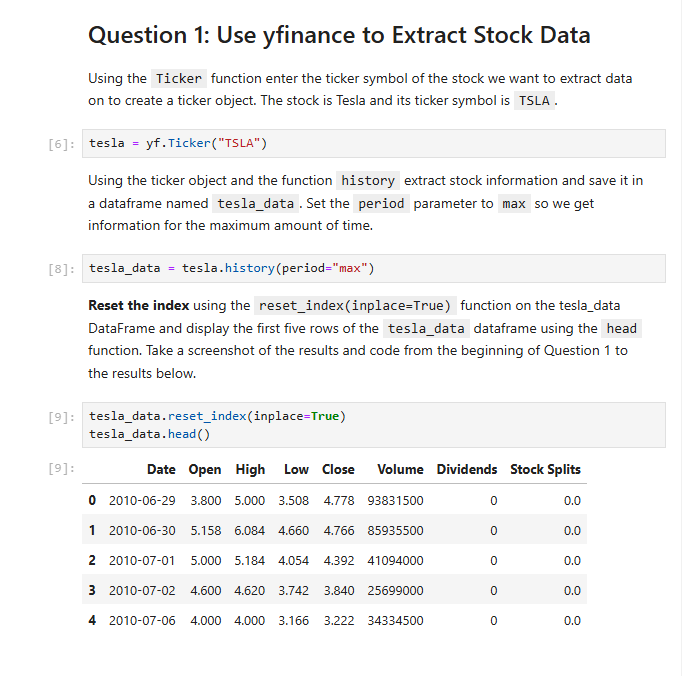 Question 1: Use yfinance to Extract Stock Data
Using the Ticker function enter the ticker symbol of the stock we want to extract data
on to create a ticker object. The stock is Tesla and its ticker symbol is TSLA .
[6]: tesla = yf.Ticker("TSLA")
Using the ticker object and the function history extract stock information and save it in
a dataframe named tesla_data . Set the period parameter to max so we get
information for the maximum amount of time.
[8]: tesla_data = tesla.history(period="max")
Reset the index using the reset_index(inplace=True) function on the tesla_data
DataFrame and display the first five rows of the tesla_data dataframe using the head
function. Take a screenshot of the results and code from the beginning of Question 1 to
the results below.
[9]: tesla_data.reset_index(inplace=True)
tesla_data.head()
[9]: Date Open High Low Close Volume Dividends Stock Splits
0 2010-06-29 3.800 5.000 3.508 4.778 93831500 0 0.0
1 2010-06-30 5.158 6.084 4.660 4.766 85935500 0 0.0
2 2010-07-01 5.000 5.184 4.054 4.392 41094000 0 0.0
3 2010-07-02 4.600 4.620 3.742 3.840 25699000 0 0.0
4 2010-07-06 4.000 4.000 3.166 3.222 34334500 0 0.0